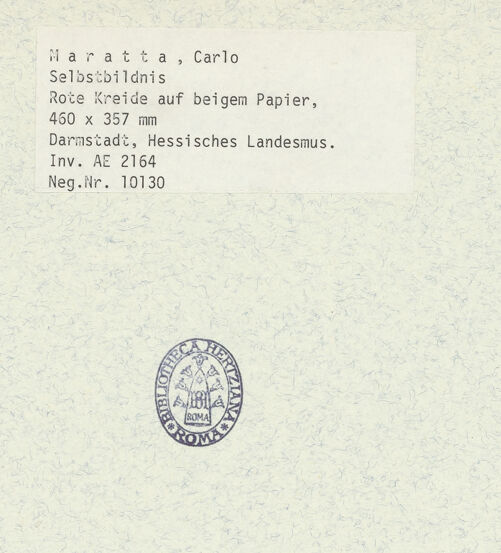 M a r a t t a , Carlo
Selbstbildnis
Rote Kreide auf beigem Papier,
460 x 357 mm
Darmstadt, Hessisches Landesmus.
Inv. AE 2164
Neg.Nr. 10130
*BIBLIOTHECA HERTZIANA*
ROMA
ROMA